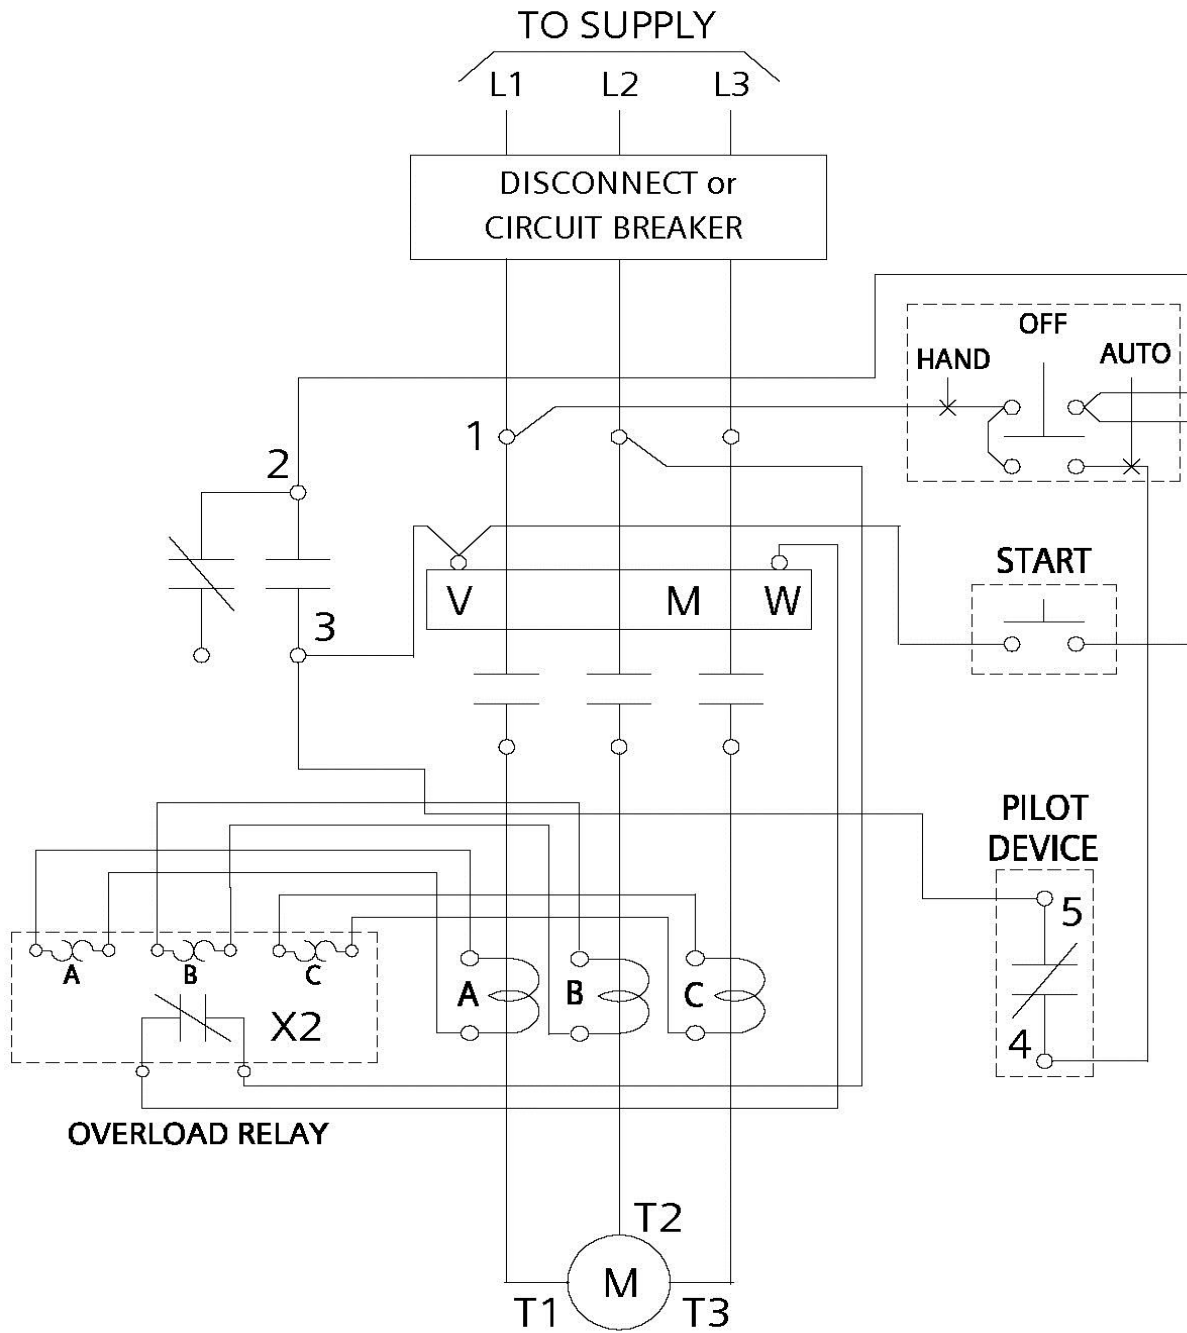 TO SUPPLY
L1 L2 L3
DISCONNECT or
CIRCUIT BREAKER
OFF
HAND AUTO
1
2
START
V M W
3
PILOT
DEVICE
5
A B C
A B C
X2
4
OVERLOAD RELAY
T2
M
T1 T3